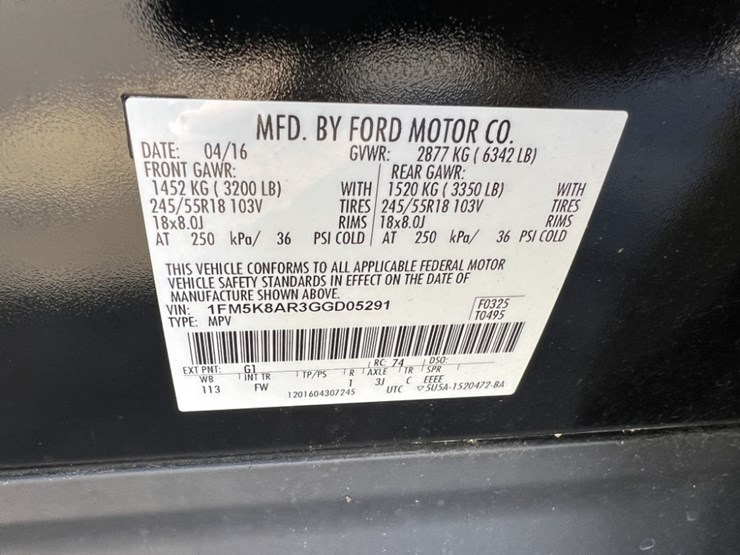 MFD. BY FORD MOTOR CO.
DATE: 04/16 GVWR: 2877 KG ( 6342 LB)
FRONT GAWR: REAR GAWR:
1452 KG ( 3200 LB) WITH 1520 KG ( 3350 LB) WITH
245/55R18 103V TIRES 245/55R18 103V TIRES
18x8.0J RIMS 18x8.0J RIMS
AT 250 kPa/ 36 PSI COLD AT 250 kPa/ 36 PSI COLD
THIS VEHICLE CONFORMS TO ALL APPLICABLE FEDERAL MOTOR
VEHICLE SAFETY STANDARDS IN EFFECT ON THE DATE OF
MANUFACTURE SHOWN ABOVE.
VIN: 1FM5K8AR3GGD05291 F0325
TYPE: MPV T0495
EXT PNT: G1 RC: 74 DSO:
WB INT TR TP/PS R AXLE TR SPR
113 FW 1 3J C EEEE
1201604307245 UTC 5U5A-1520472-BA